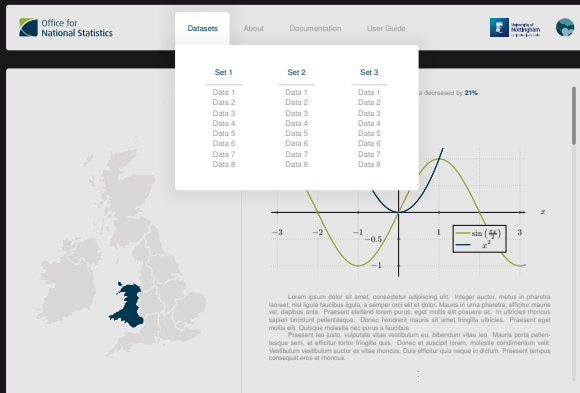 Office for
National Statistics
Datasets
About
Documentation
User Guide
University of
Nottingham
Set 1
Set 2
Set 3
Data 1 Data 1 Data 1
Data 2 Data 2 Data 2
Data 3 Data 3 Data 3
Data 4 Data 4 Data 4
Data 5 Data 5 Data 5
Data 6 Data 6 Data 6
Data 7 Data 7 Data 7
Data 8 Data 8 Data 8
decreased by 21%
x
−3 −2 −1 1 3
−0.5
−1
sin(πx/2)
x²
Lorem ipsum dolor sit amet, consectetur adipiscing elit. Integer auctor, metus in pharetra
laoreet, nisl ligula faucibus ligula, a semper orci elit et dolor. Mauris in urna pharetra, efficitur mauris
vel, dapibus ante. Praesent eleifend lorem purus, eget mollis elit posuere ac. In ultricies rhoncus
sapien tincidunt pellentesque. Donec hendrerit mauris sit amet fringilla ultricies. Praesent eget
mollis elit. Quisque molestie nec purus a faucibus.
Praesent leo justo, vulputate vitae vestibulum eu, bibendum vitae leo. Mauris porta pellen-
tesque sem, et efficitur tortor fringilla quis. Donec et suscipit lorem, molestie condimentum velit.
Vestibulum vestibulum auctor ex vitae rhoncus. Duis efficitur quis neque in dictum. Praesent tempus
consequat eros et rhoncus.